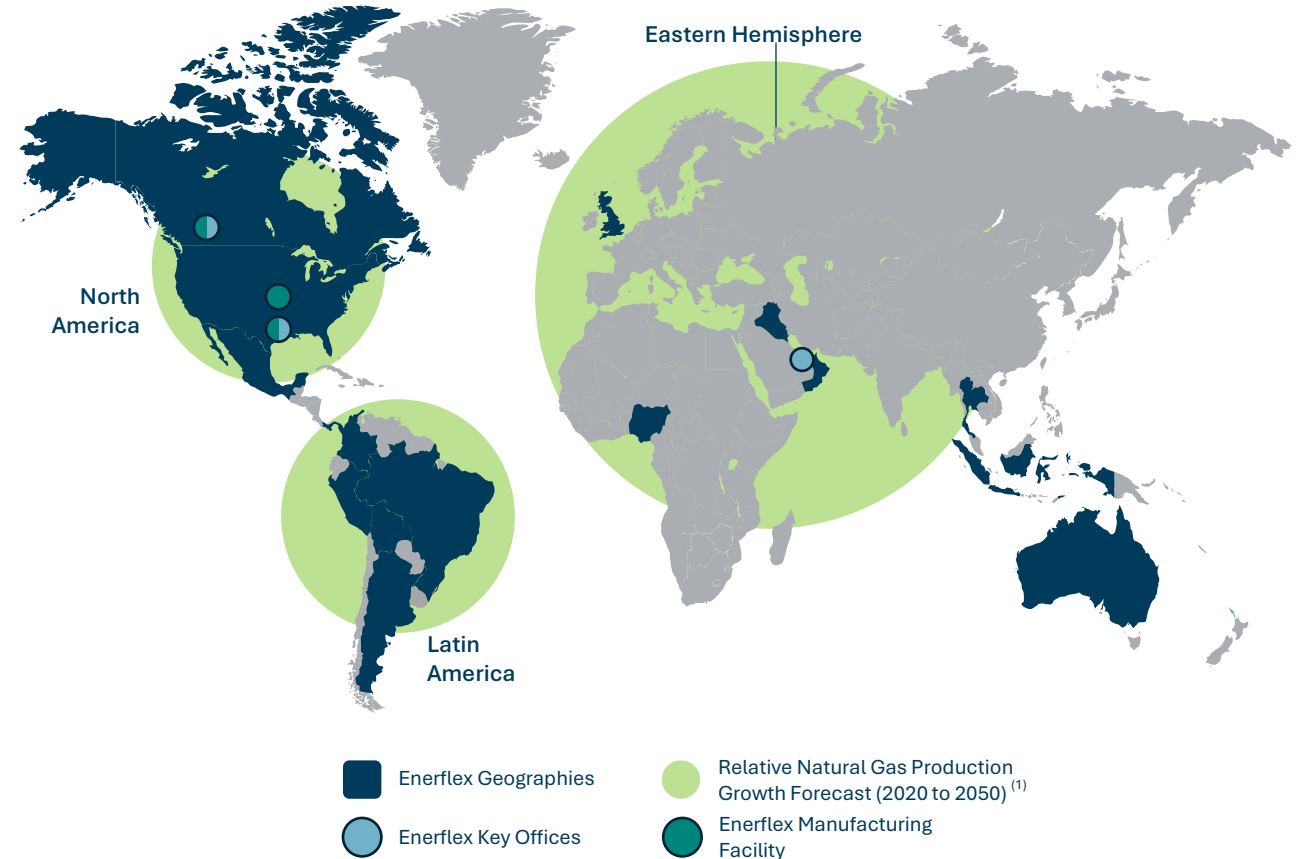 Eastern Hemisphere
North
America
Latin
America
Enerflex Geographies
Relative Natural Gas Production
Growth Forecast (2020 to 2050) (1)
Enerflex Key Offices
Enerflex Manufacturing
Facility